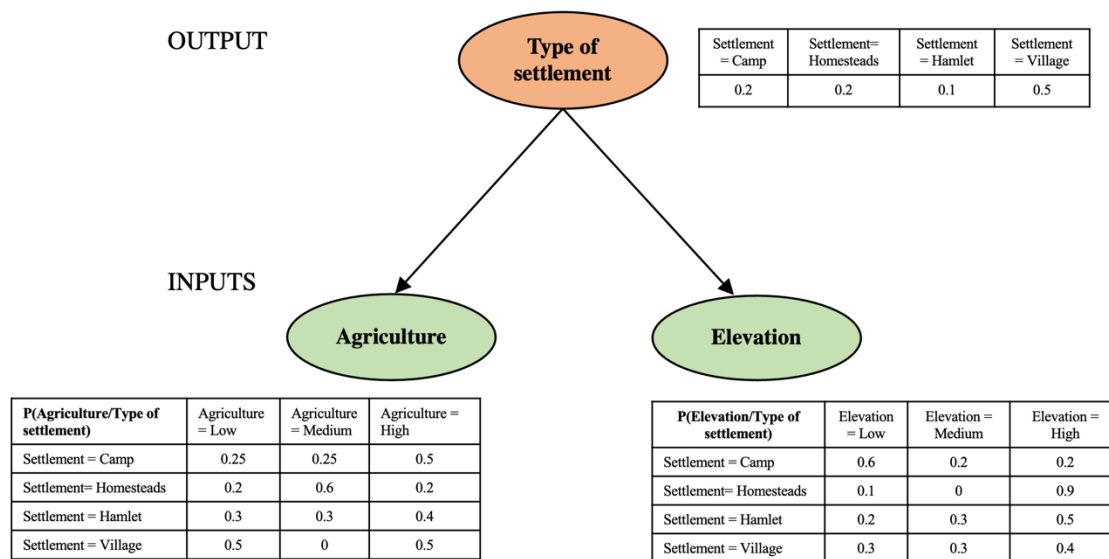 OUTPUT
Type of
settlement
Settlement
= Camp
Settlement=
Homesteads
Settlement
= Hamlet
Settlement
= Village
0.2 0.2 0.1 0.5
INPUTS
Agriculture
Elevation
P(Agriculture/Type of
settlement)
Agriculture
= Low
Agriculture
= Medium
Agriculture =
High
Settlement = Camp 0.25 0.25 0.5
Settlement= Homesteads 0.2 0.6 0.2
Settlement = Hamlet 0.3 0.3 0.4
Settlement = Village 0.5 0 0.5
P(Elevation/Type of
settlement)
Elevation
= Low
Elevation =
Medium
Elevation =
High
Settlement = Camp 0.6 0.2 0.2
Settlement= Homesteads 0.1 0 0.9
Settlement = Hamlet 0.2 0.3 0.5
Settlement = Village 0.3 0.3 0.4